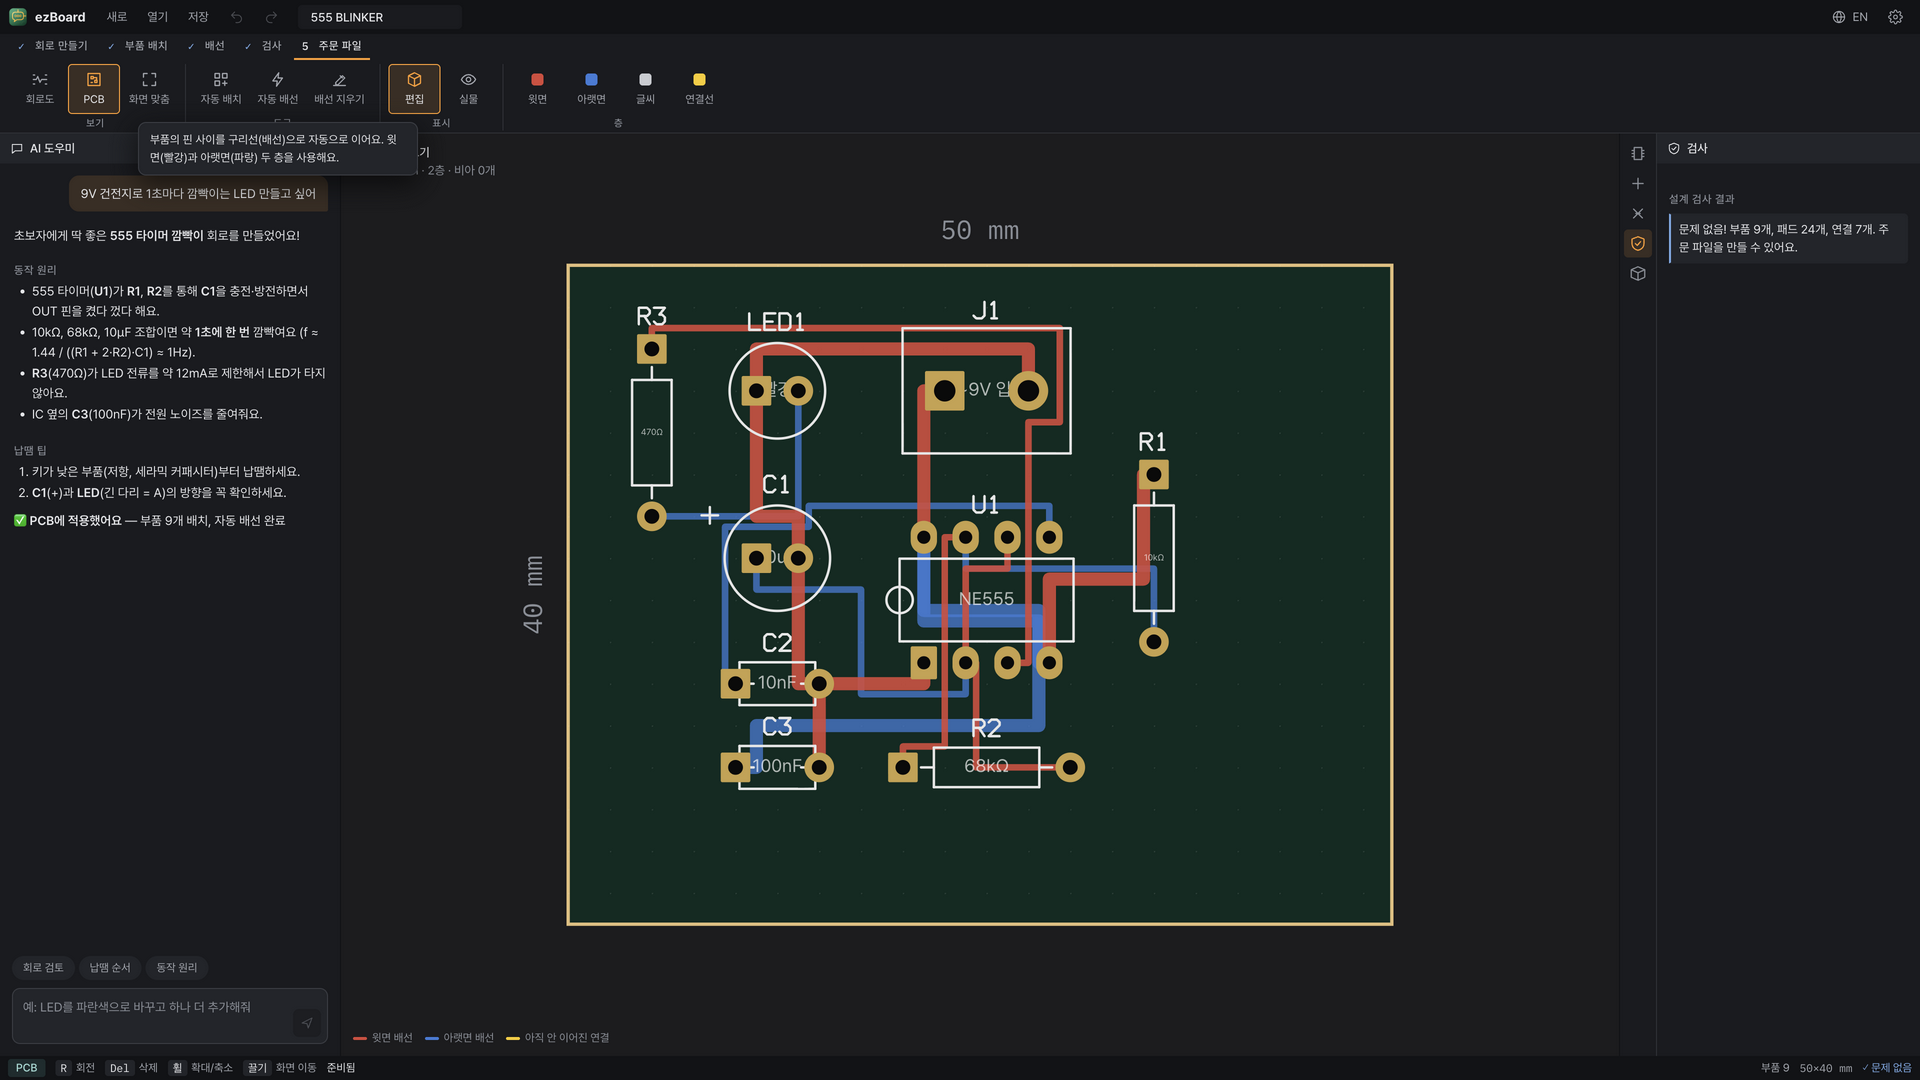 ezBoard
새로
열기
저장
555 BLINKER
EN
✓ 회로 만들기
✓ 부품 배치
✓ 배선
✓ 검사
5 주문 파일
회로도
PCB
화면 맞춤
보기
자동 배치
자동 배선
배선 지우기
편집
실물
표시
윗면
아랫면
글씨
연결선
층
부품의 핀 사이를 구리선(배선)으로 자동으로 이어요. 윗
면(빨강)과 아랫면(파랑) 두 층을 사용해요.
AI 도우미
· 2층 · 비아 0개
9V 건전지로 1초마다 깜빡이는 LED 만들고 싶어
초보자에게 딱 좋은 555 타이머 깜빡이 회로를 만들었어요!
동작 원리
• 555 타이머(U1)가 R1, R2를 통해 C1을 충전·방전하면서
OUT 핀을 켰다 껐다 해요.
• 10kΩ, 68kΩ, 10µF 조합이면 약 1초에 한 번 깜빡여요 (f ≈
1.44 / ((R1 + 2·R2)·C1) ≈ 1Hz).
• R3(470Ω)가 LED 전류를 약 12mA로 제한해서 LED가 타지
않아요.
• IC 옆의 C3(100nF)가 전원 노이즈를 줄여줘요.
납땜 팁
1. 키가 낮은 부품(저항, 세라믹 커패시터)부터 납땜하세요.
2. C1(+)과 LED(긴 다리 = A)의 방향을 꼭 확인하세요.
✅ PCB에 적용했어요 — 부품 9개 배치, 자동 배선 완료
회로 검토
납땜 순서
동작 원리
예: LED를 파란색으로 바꾸고 하나 더 추가해줘
50 mm
40 mm
R3
470Ω
LED1
J1
9V 입
C1
+
U1
NE555
R1
10kΩ
C2
10nF
C3
100nF
R2
68kΩ
윗면 배선
아랫면 배선
아직 안 이어진 연결
검사
설계 검사 결과
문제 없음! 부품 9개, 패드 24개, 연결 7개. 주
문 파일을 만들 수 있어요.
PCB
R 회전
Del 삭제
휠 확대/축소
끌기 화면 이동
준비됨
부품 9
50×40 mm
✓ 문제 없음